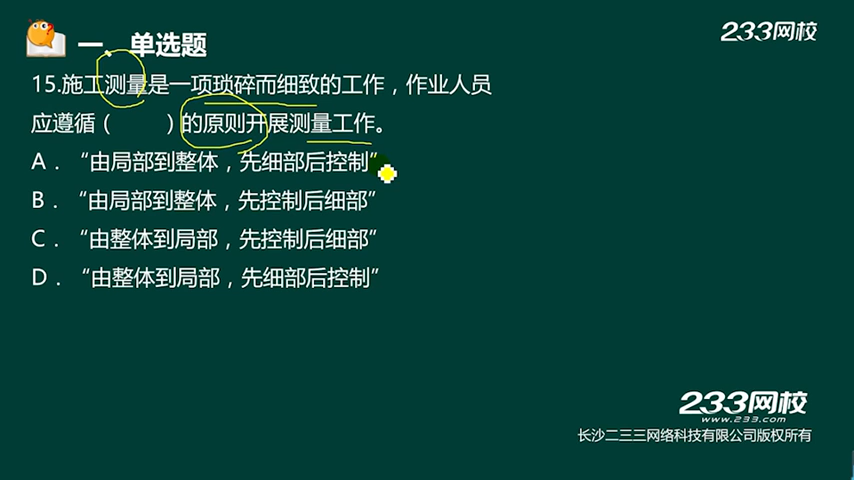 一、单选题
233网校
15.施工测量是一项琐碎而细致的工作，作业人员
应遵循（　　）的原则开展测量工作。
A．“由局部到整体，先细部后控制”
B．“由局部到整体，先控制后细部”
C．“由整体到局部，先控制后细部”
D．“由整体到局部，先细部后控制”
233网校
www.233.com
长沙二三三网络科技有限公司版权所有